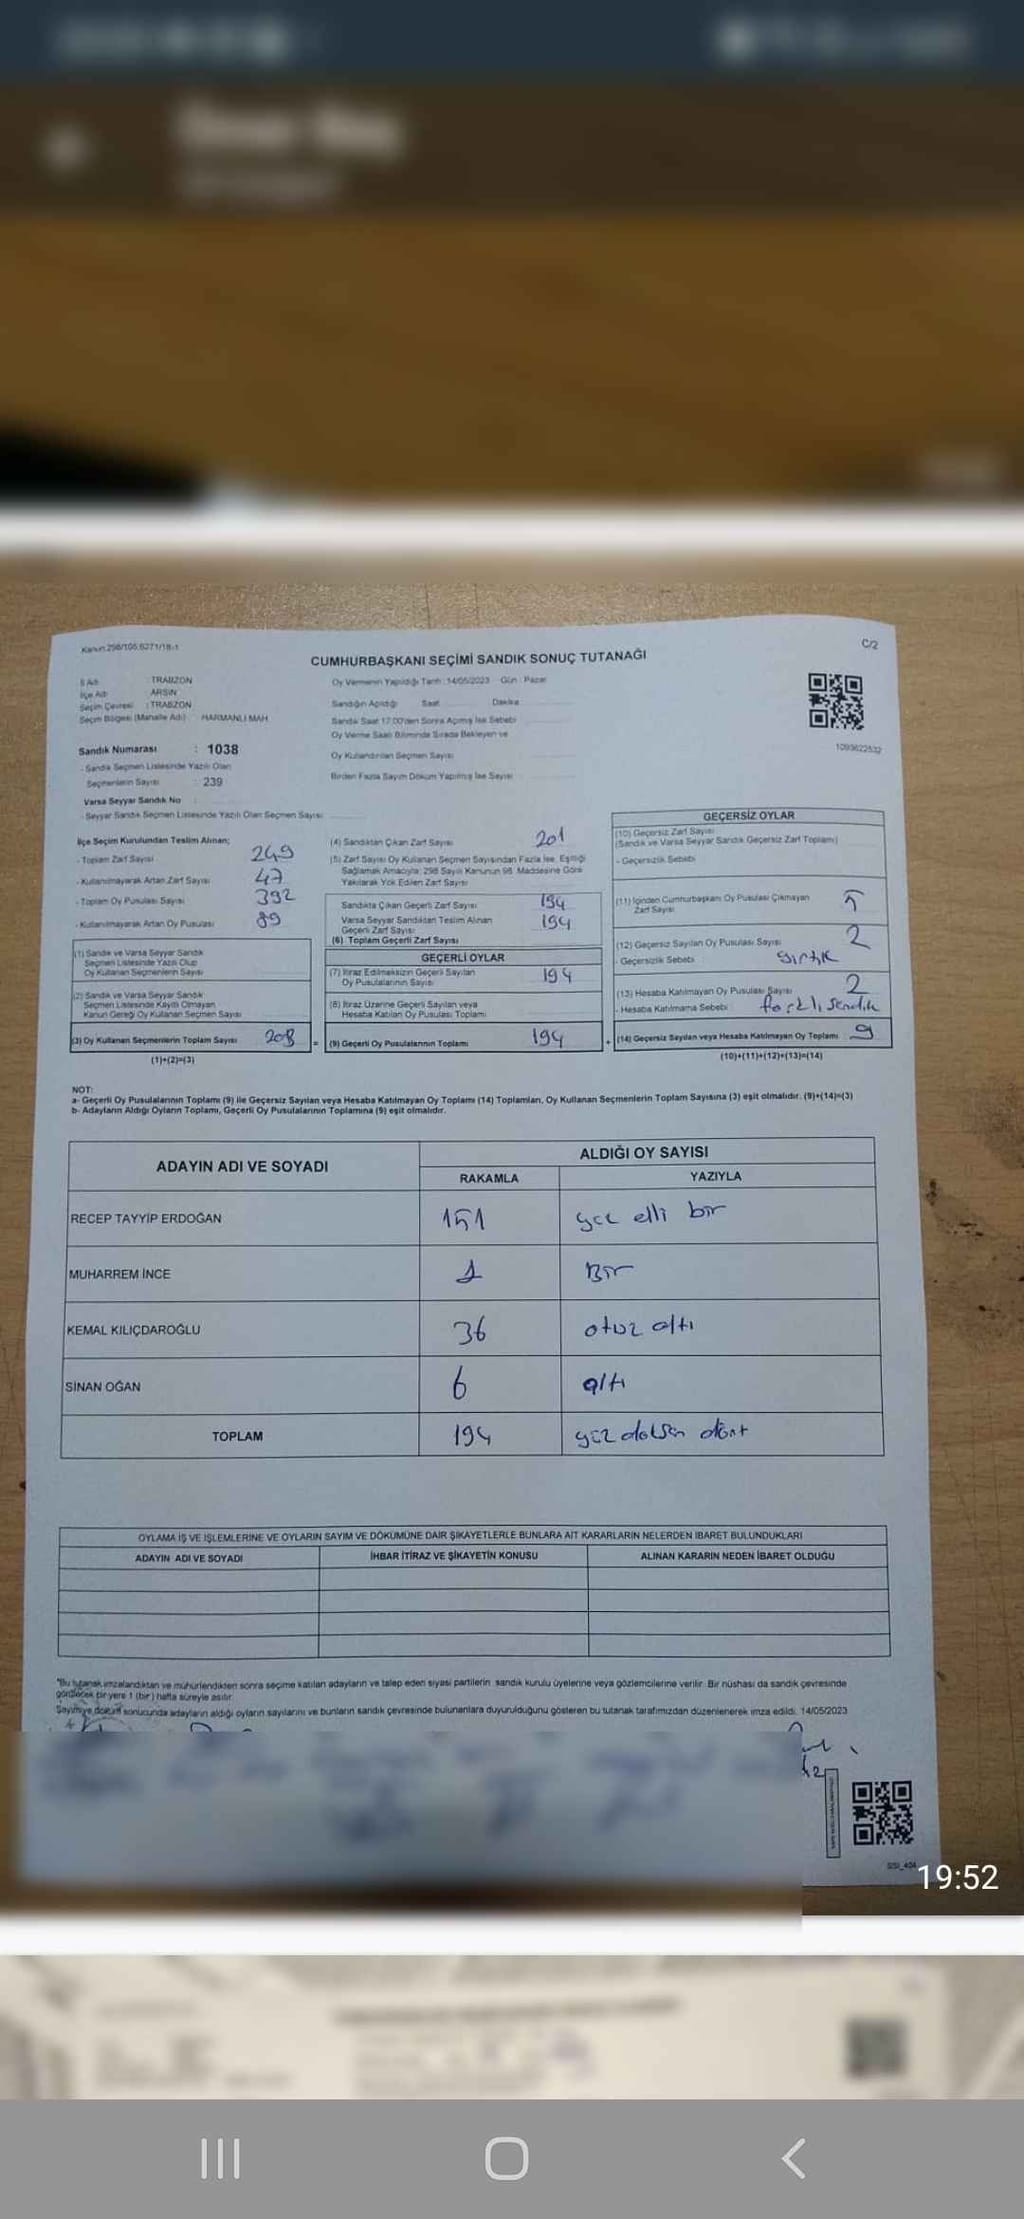 Kanun 298/105.6271/18-1
C/2
CUMHURBAŞKANI SEÇİMİ SANDIK SONUÇ TUTANAĞI
İl Adı : TRABZON
İlçe Adı : ARSİN
Seçim Çevresi : TRABZON
Seçim Bölgesi (Mahalle Adı) : HARMANLI MAH
Sandık Numarası : 1038
- Sandık Seçmen Listesinde Yazılı Olan
Seçmenlerin Sayısı : 239
Varsa Seyyar Sandık No
- Seyyar Sandık Seçmen Listesinde Yazılı Olan Seçmen Sayısı
Oy Vermenin Yapıldığı Tarih : 14/05/2023 Gün : Pazar
Sandığın Açıldığı Saat Dakika
Sandık Saat 17:00'den Sonra Açılmış İse Sebebi
Oy Verme Saati Bitiminde Sırada Bekleyen ve
Oy Kullandırılan Seçmen Sayısı
Birden Fazla Sayım Döküm Yapılmış İse Sayısı
1093622532
İlçe Seçim Kurulundan Teslim Alınan;
- Toplam Zarf Sayısı 249
- Kullanılmayarak Artan Zarf Sayısı 47
- Toplam Oy Pusulası Sayısı 392
- Kullanılmayarak Artan Oy Pusulası 89
(1) Sandık ve Varsa Seyyar Sandık
Seçmen Listesinde Yazılı Olup
Oy Kullanan Seçmenlerin Sayısı
(2) Sandık ve Varsa Seyyar Sandık
Seçmen Listesinde Kayıtlı Olmayan
Kanun Gereği Oy Kullanan Seçmen Sayısı
(3) Oy Kullanan Seçmenlerin Toplam Sayısı 208 =
(1)+(2)=(3)
(4) Sandıktan Çıkan Zarf Sayısı 201
(5) Zarf Sayısı Oy Kullanan Seçmen Sayısından Fazla İse, Eşitliği
Sağlamak Amacıyla, 298 Sayılı Kanunun 98. Maddesine Göre
Yakılarak Yok Edilen Zarf Sayısı
Sandıkta Çıkan Geçerli Zarf Sayısı 194
Varsa Seyyar Sandıktan Teslim Alınan
Geçerli Zarf Sayısı 194
(6) Toplam Geçerli Zarf Sayısı
GEÇERLİ OYLAR
(7) İtiraz Edilmeksizin Geçerli Sayılan
Oy Pusulalarının Sayısı 194
(8) İtiraz Üzerine Geçerli Sayılan veya
Hesaba Katılan Oy Pusulası Toplamı
(9) Geçerli Oy Pusulalarının Toplamı 194 +
GEÇERSİZ OYLAR
(10) Geçersiz Zarf Sayısı
(Sandık ve Varsa Seyyar Sandık Geçersiz Zarf Toplamı)
- Geçersizlik Sebebi
(11) İçinden Cumhurbaşkanı Oy Pusulası Çıkmayan
Zarf Sayısı 5
(12) Geçersiz Sayılan Oy Pusulası Sayısı 2
- Geçersizlik Sebebi yırtık
(13) Hesaba Katılmayan Oy Pusulası Sayısı 2
- Hesaba Katılmama Sebebi farklı sandık
(14) Geçersiz Sayılan veya Hesaba Katılmayan Oy Toplamı 9
(10)+(11)+(12)+(13)=(14)
NOT:
a- Geçerli Oy Pusulalarının Toplamı (9) ile Geçersiz Sayılan veya Hesaba Katılmayan Oy Toplamı (14) Toplamları, Oy Kullanan Seçmenlerin Toplam Sayısına (3) eşit olmalıdır. (9)+(14)=(3)
b- Adayların Aldığı Oyların Toplamı, Geçerli Oy Pusulalarının Toplamına (9) eşit olmalıdır.
ADAYIN ADI VE SOYADI
ALDIĞI OY SAYISI
RAKAMLA YAZIYLA
RECEP TAYYİP ERDOĞAN 151 yüz elli bir
MUHARREM İNCE 1 Bir
KEMAL KILIÇDAROĞLU 36 otuz altı
SİNAN OĞAN 6 altı
TOPLAM 194 yüz doksan dört
OYLAMA İŞ VE İŞLEMLERİNE VE OYLARIN SAYIM VE DÖKÜMÜNE DAİR ŞİKAYETLERLE BUNLARA AİT KARARLARIN NELERDEN İBARET BULUNDUKLARI
ADAYIN ADI VE SOYADI İHBAR İTİRAZ VE ŞİKAYETİN KONUSU ALINAN KARARIN NEDEN İBARET OLDUĞU
*Bu tutanak imzalandıktan ve mühürlendikten sonra seçime katılan adayların ve talep eden siyasi partilerin sandık kurulu üyelerine veya gözlemcilerine verilir. Bir nüshası da sandık çevresinde
görülecek bir yere 1 (bir) hafta süreyle asılır.
Sayım ve döküm sonucunda adayların aldığı oyların sayılarını ve bunların sandık çevresinde bulunanlara duyurulduğunu gösteren bu tutanak tarafımızdan düzenlenerek imza edildi. 14/05/2023
19:52